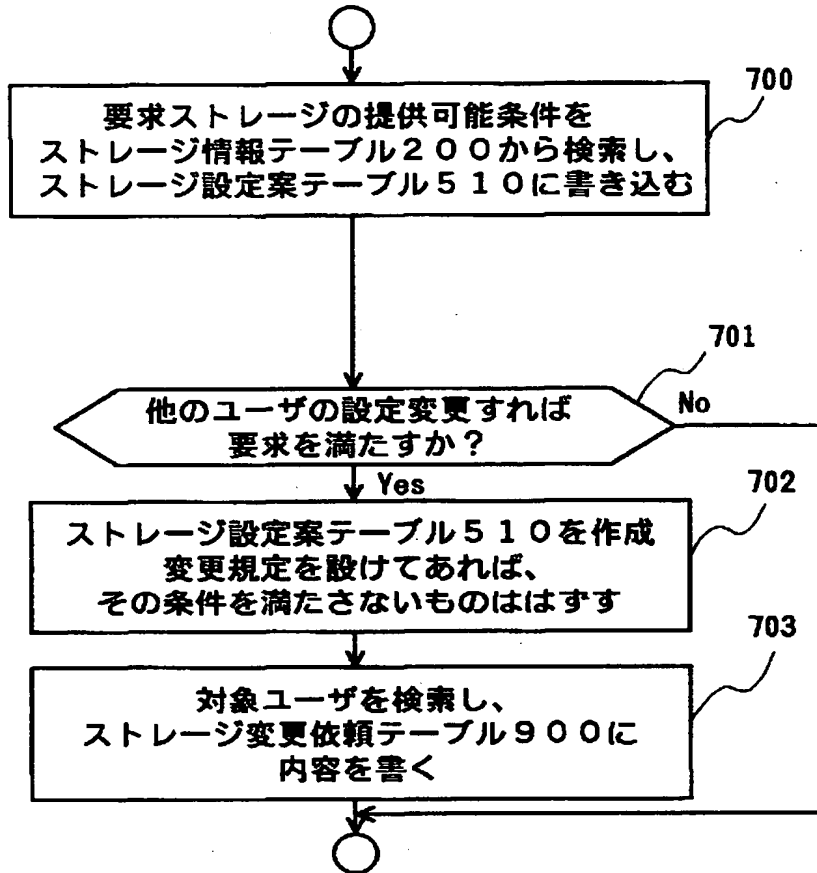 700
要求ストレージの提供可能条件を
ストレージ情報テーブル200から検索し、
ストレージ設定案テーブル510に書き込む
701
他のユーザの設定変更すれば
要求を満たすか？
No
Yes
702
ストレージ設定案テーブル510を作成
変更規定を設けてあれば、
その条件を満たさないものははずす
703
対象ユーザを検索し、
ストレージ変更依頼テーブル900に
内容を書く